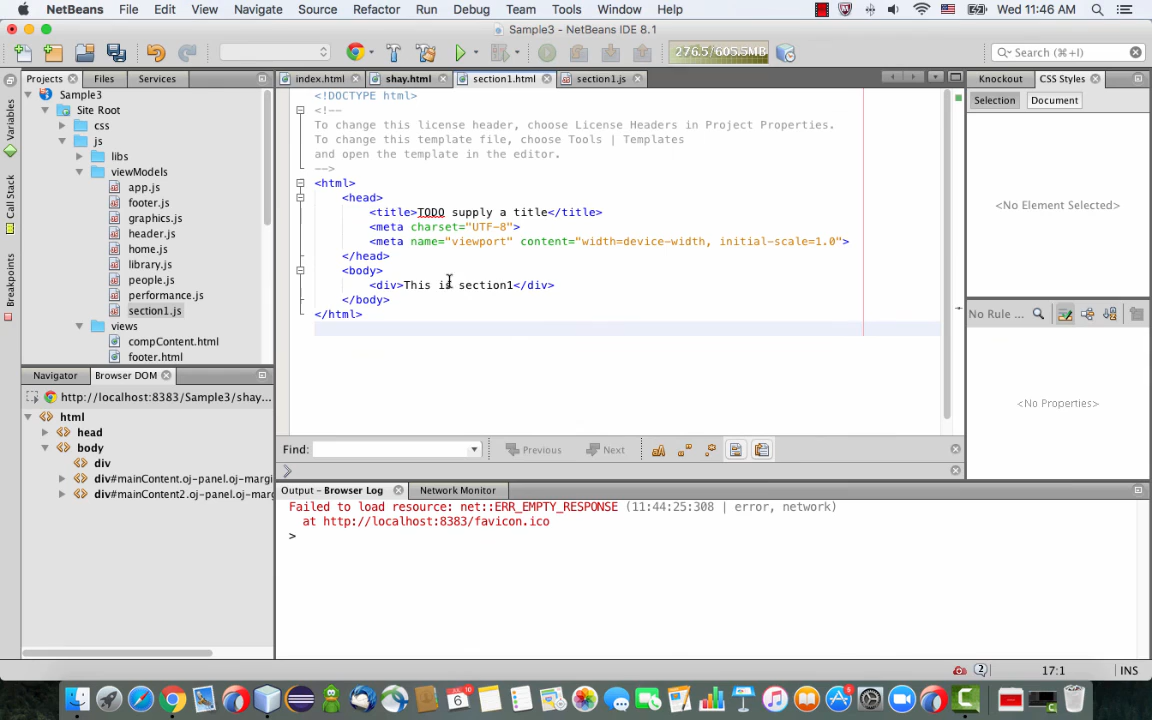 NetBeans File Edit View Navigate Source Refactor Run Debug Team Tools Window Help Wed 11:46 AM
Sample3 - NetBeans IDE 8.1
276.5/605.5MB Search (⌘+I)
Projects Files Services
index.html shay.html section1.html section1.js
Knockout CSS Styles
Variables
Call Stack
Breakpoints
Sample3
Site Root
css
js
libs
viewModels
app.js
footer.js
graphics.js
header.js
home.js
library.js
people.js
performance.js
section1.js
views
compContent.html
footer.html
<!DOCTYPE html>
<!--
To change this license header, choose License Headers in Project Properties.
To change this template file, choose Tools | Templates
and open the template in the editor.
-->
<html>
<head>
<title>TODO supply a title</title>
<meta charset="UTF-8">
<meta name="viewport" content="width=device-width, initial-scale=1.0">
</head>
<body>
<div>This is section1</div>
</body>
</html>
Selection Document
<No Element Selected>
No Rule ...
<No Properties>
Navigator Browser DOM
http://localhost:8383/Sample3/shay...
html
head
body
div
div#mainContent.oj-panel.oj-margi
div#mainContent2.oj-panel.oj-marg
Find: Previous Next
Output - Browser Log Network Monitor
Failed to load resource: net::ERR_EMPTY_RESPONSE (11:44:25:308 | error, network)
at http://localhost:8383/favicon.ico
>
2 17:1 INS